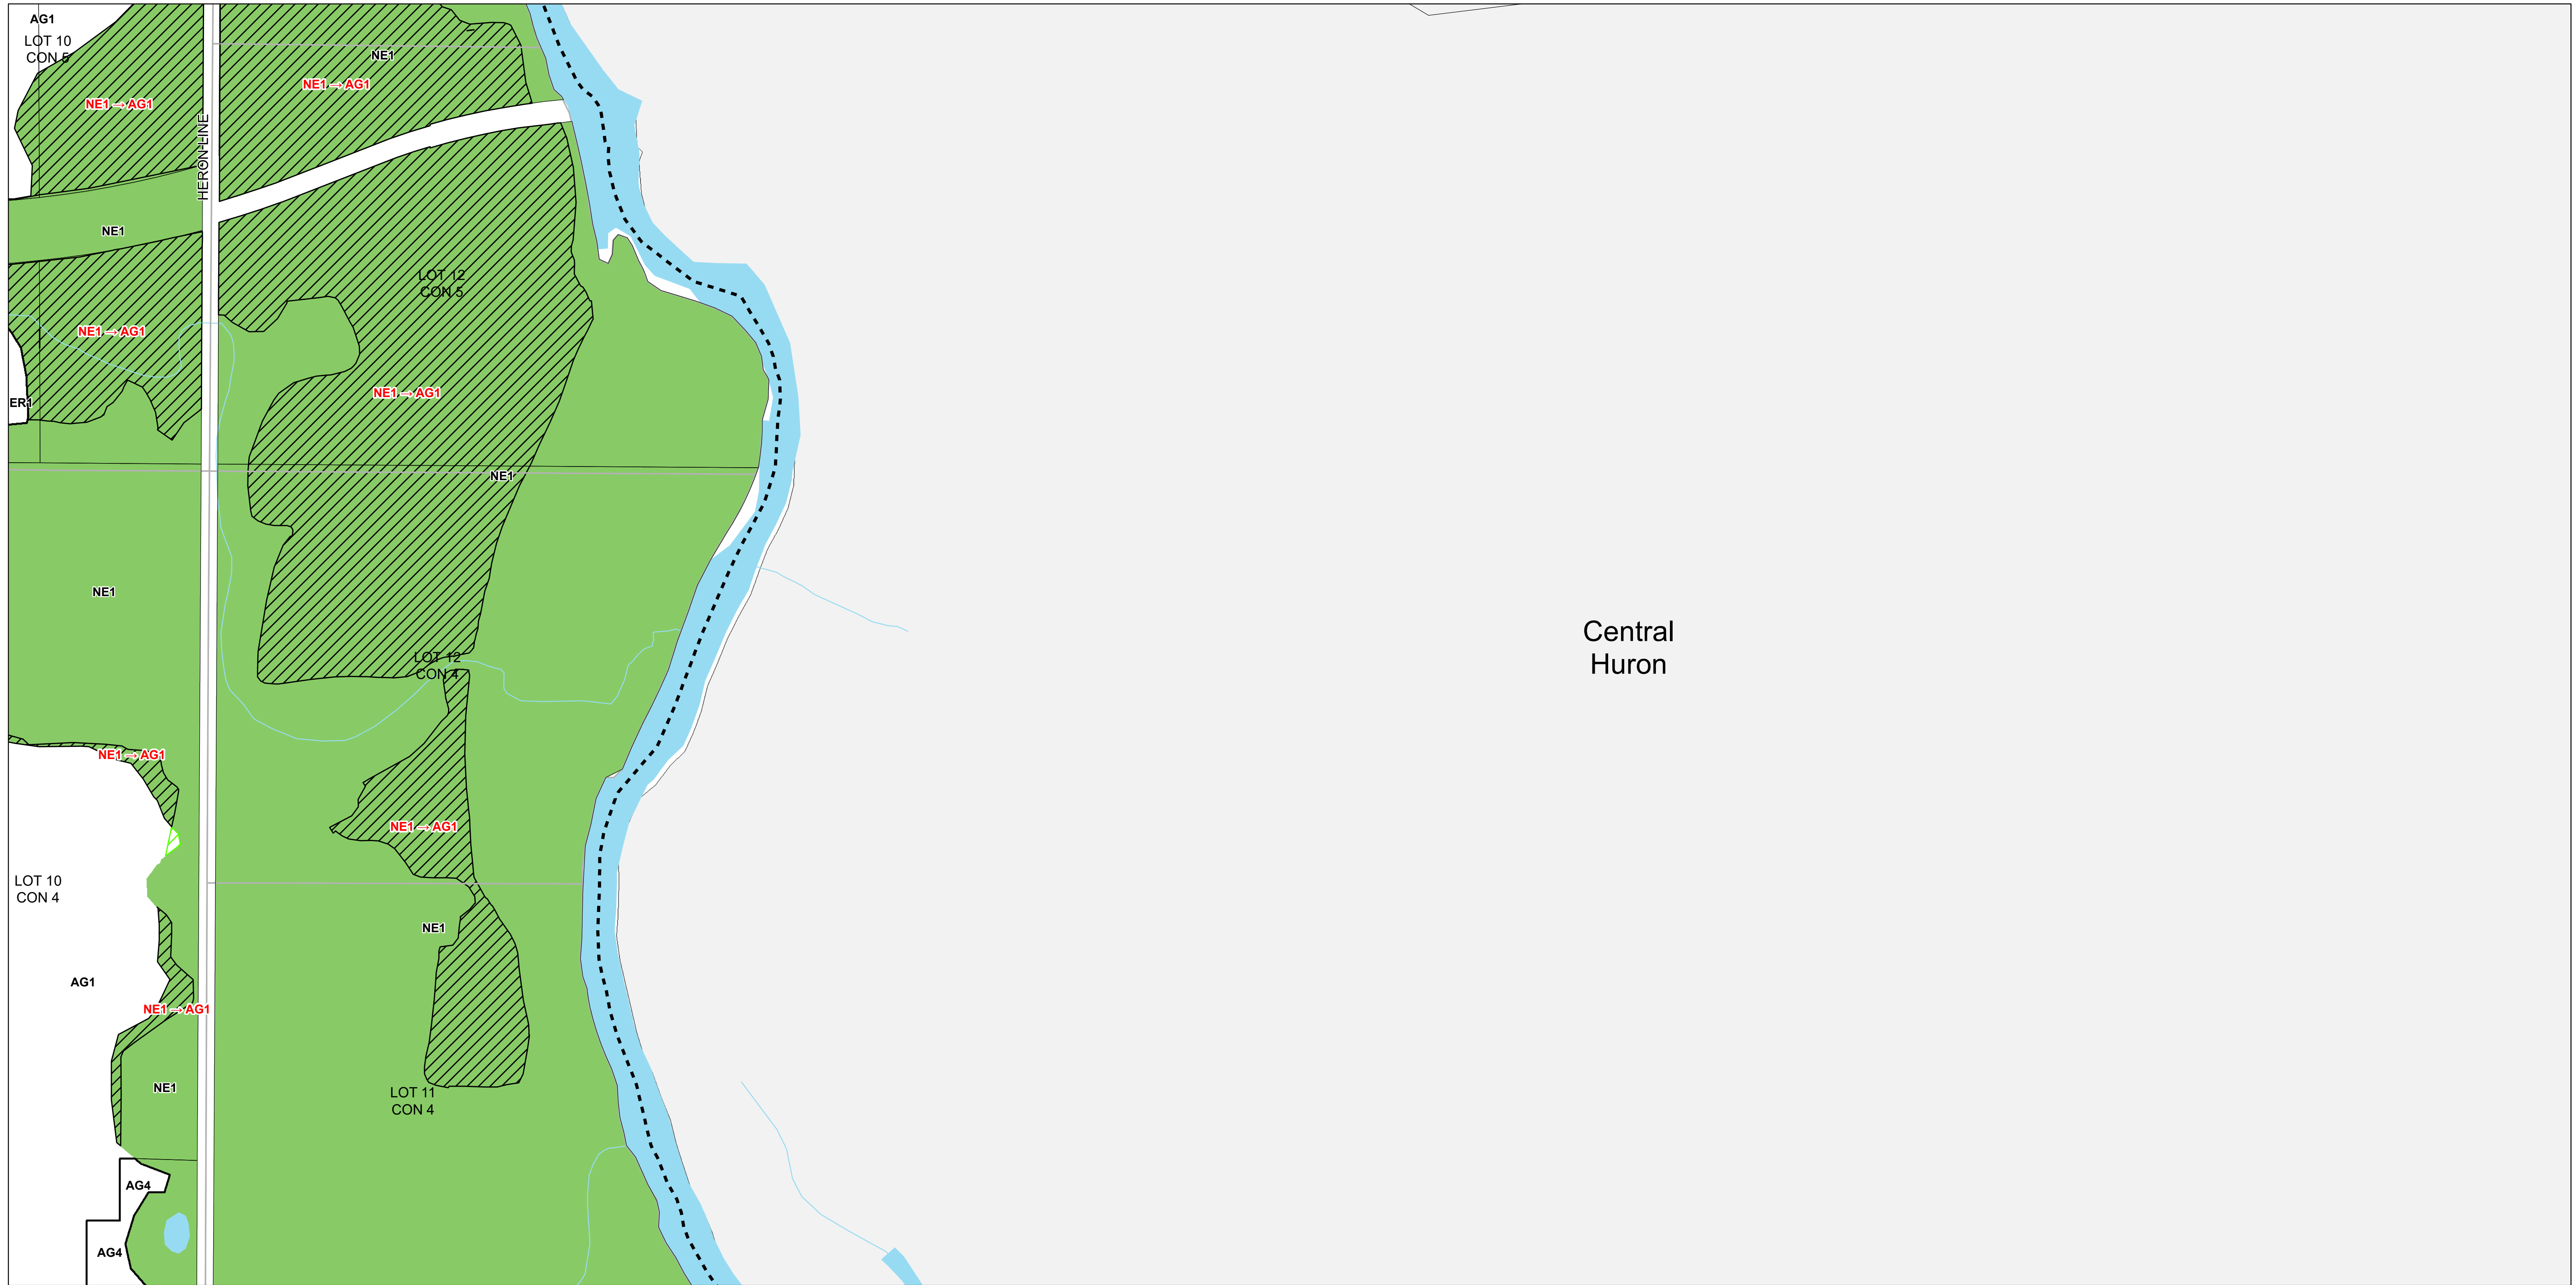 AG1
LOT 10
CON 5
NE1
NE1→AG1
NE1→AG1
HERON LINE
NE1
LOT 12
CON 5
NE1→AG1
NE1→AG1
ER1
NE1
NE1
Central
Huron
LOT 12
CON 4
NE1→AG1
NE1→AG1
LOT 10
CON 4
NE1
AG1
NE1→AG1
NE1
LOT 11
CON 4
AG4
AG4